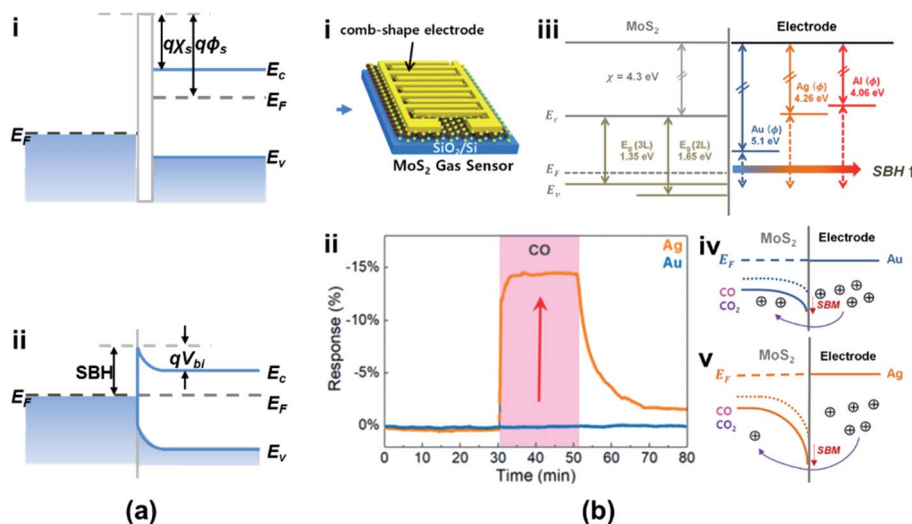 i
qχs
qϕs
Ec
EF
EF
Ev
ii
SBH
qVbi
Ec
EF
EF
Ev
(a)
i
comb-shape electrode
SiO2/Si
MoS2 Gas Sensor
iii
MoS2
Electrode
χ = 4.3 eV
Al (ϕ)
4.06 eV
Ag (ϕ)
4.26 eV
Au (ϕ)
5.1 eV
Ec
Eg (3L)
1.35 eV
Eg (2L)
1.65 eV
EF
Ev
SBH ↑
ii
CO
Ag
Au
-15%
-10%
-5%
0%
Response (%)
0 10 20 30 40 50 60 70 80
Time (min)
iv
MoS2
Electrode
EF
Au
CO
CO2
SBM
v
MoS2
Electrode
EF
Ag
CO
CO2
SBM
(b)